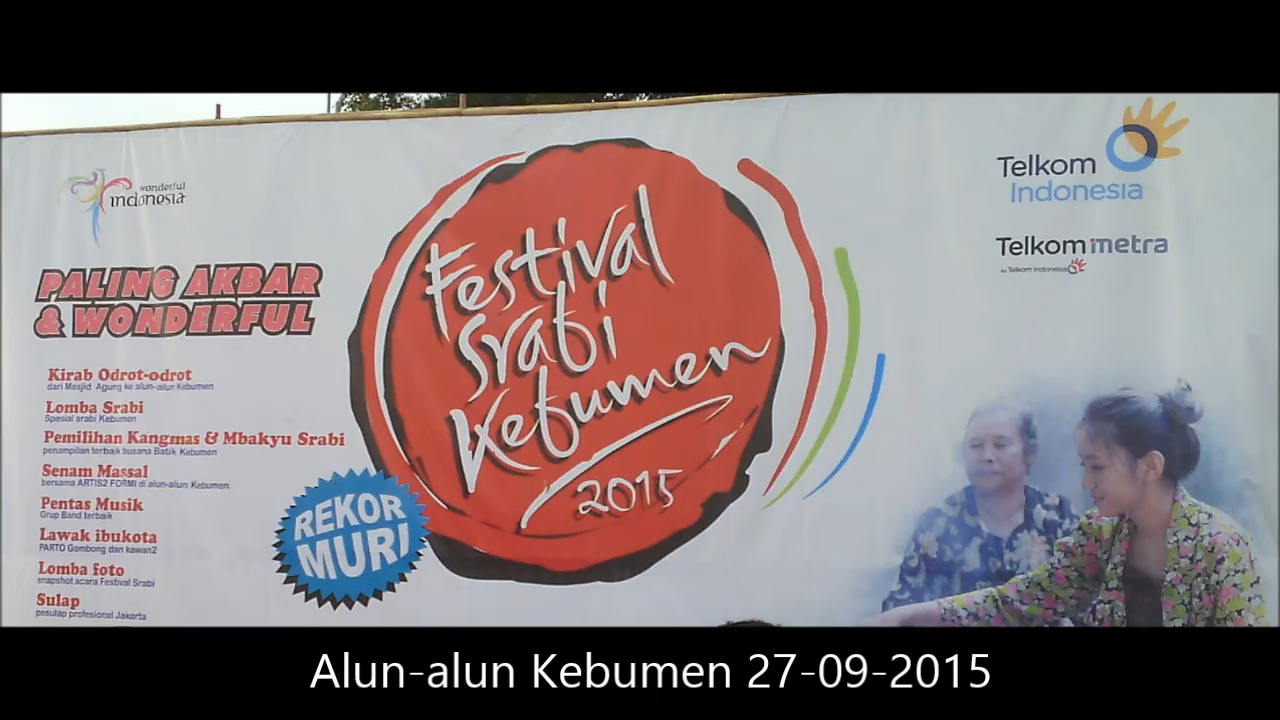 wonderful
indonesia
PALING AKBAR
& WONDERFUL
Kirab Odrot-odrot
dari Mesjid Agung ke alun-alun Kebumen
Lomba Srabi
Spesial srabi Kebumen
Pemilihan Kangmas & Mbakyu Srabi
penampilan terbaik busana Batik Kebumen
Senam Massal
bersama ARTIS2 FORMI di alun-alun Kebumen
Pentas Musik
Grup Band terbaik
Lawak ibukota
PARTO Gombong dan kawan2
Lomba foto
snapshot acara Festival Srabi
Sulap
pesulap profesional Jakarta
REKOR
MURI
Festival
Srabi
Kebumen
2015
Telkom
Indonesia
Telkommetra
by Telkom Indonesia
Alun-alun Kebumen 27-09-2015